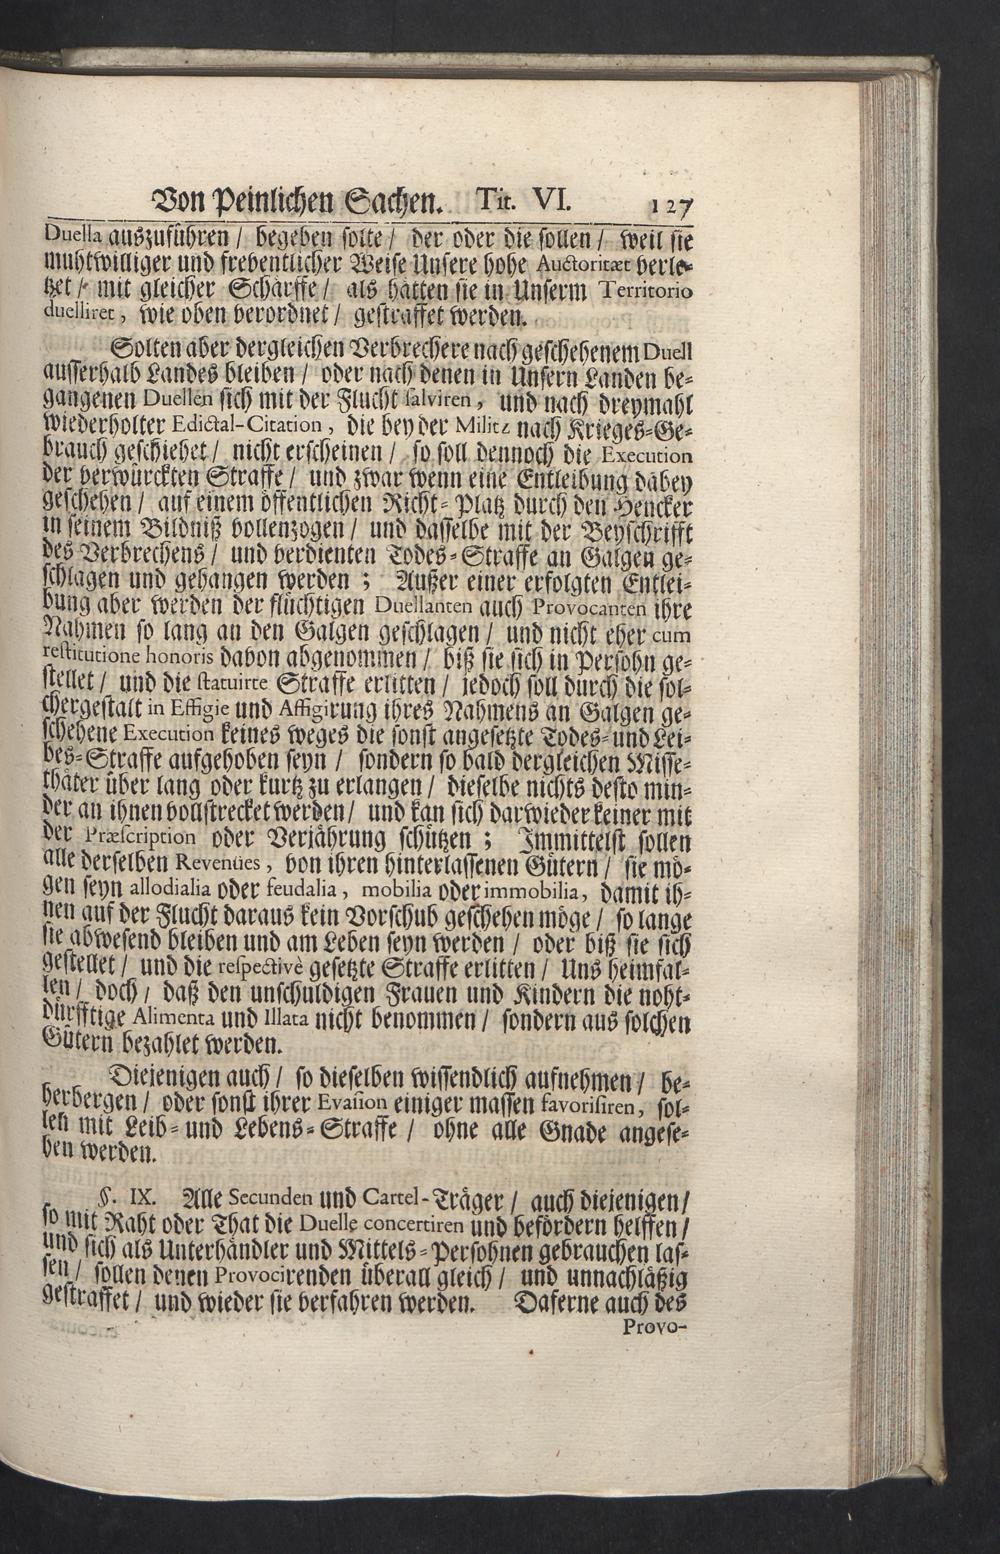 Von Peinlichen Sachen. Tit. VI. 127
Duella auszuführen / begeben solte / der oder die sollen / weil sie
muhtwilliger und freventlicher Weise Unsere hohe Auctoritæt verle-
tzet / mit gleicher Schärffe / als hätten sie in Unserm Territorio
duelliret, wie oben verordnet / gestraffet werden.
Solten aber dergleichen Verbrechere nach geschehenem Duell
ausserhalb Landes bleiben / oder nach denen in Unsern Landen be-
gangenen Duellen sich mit der Flucht salviren, und nach dreymahl
wiederholter Edictal-Citation, die bey der Militz nach Krieges-Ge-
brauch geschiehet / nicht erscheinen / so soll dennoch die Execution
der verwürckten Straffe / und zwar wenn eine Entleibung dabey
geschehen / auf einem öffentlichen Richt-Platz durch den Hencker
in seinem Bildniß vollenzogen / und dasselbe mit der Beyschrifft
des Verbrechens / und verdienten Todes-Straffe an Galgen ge-
schlagen und gehangen werden ; Außer einer erfolgten Entlei-
bung aber werden der flüchtigen Duellanten auch Provocanten ihre
Nahmen so lang an den Galgen geschlagen / und nicht eher cum
restitutione honoris davon abgenommen / biß sie sich in Persohn ge-
stellet / und die statuirte Straffe erlitten / jedoch soll durch die sol-
chergestalt in Effigie und Affigirung ihres Nahmens an Galgen ge-
schehene Execution keines weges die sonst angesetzte Todes-und Lei-
bes-Straffe aufgehoben seyn / sondern so bald dergleichen Misse-
thäter über lang oder kurtz zu erlangen / dieselbe nichts desto min-
der an ihnen vollstrecket werden / und kan sich darwieder keiner mit
der Præscription oder Verjährung schützen ; Immittelst sollen
alle derselben Revenües, von ihren hinterlassenen Gütern / sie mö-
gen seyn allodialia oder feudalia, mobilia oder immobilia, damit ih-
nen auf der Flucht daraus kein Vorschub geschehen möge / so lange
sie abwesend bleiben und am Leben seyn werden / oder biß sie sich
gestellet / und die respectivè gesetzte Straffe erlitten / Uns heimfal-
len / doch / daß den unschuldigen Frauen und Kindern die noht-
dürfftige Alimenta und Illata nicht benommen / sondern aus solchen
Gütern bezahlet werden.
Diejenigen auch / so dieselben wissendlich aufnehmen / be-
herbergen / oder sonst ihrer Evasion einiger massen favorisiren, sol-
len mit Leib- und Lebens-Straffe / ohne alle Gnade angese-
hen werden.
§. IX. Alle Secunden und Cartel-Träger / auch diejenigen /
so mit Raht oder That die Duelle concertiren und befördern helffen /
und sich als Unterhändler und Mittels-Persohnen gebrauchen las-
sen / sollen denen Provocirenden überall gleich / und unnachläßig
gestraffet / und wieder sie verfahren werden. Daferne auch des
Provo-